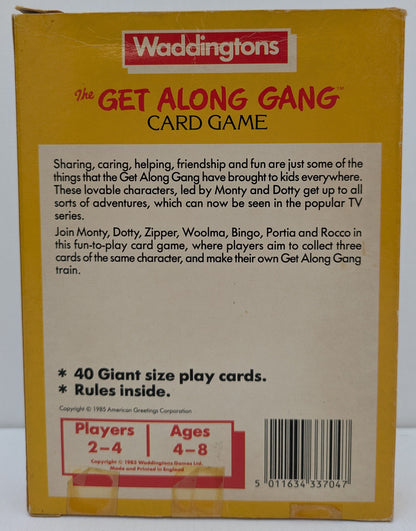 Waddingtons
The GET ALONG GANG™
CARD GAME
Sharing, caring, helping, friendship and fun are just some of the
things that the Get Along Gang have brought to kids everywhere.
These lovable characters, led by Monty and Dotty get up to all
sorts of adventures, which can now be seen in the popular TV
series.
Join Monty, Dotty, Zipper, Woolma, Bingo, Portia and Rocco in
this fun-to-play card game, where players aim to collect three
cards of the same character, and make their own Get Along Gang
train.
* 40 Giant size play cards.
* Rules inside.
Copyright © 1985 American Greetings Corporation
Players
2–4
Ages
4–8
Copyright © 1985 Waddingtons Games Ltd.
Made and Printed in England
5 011634 337047